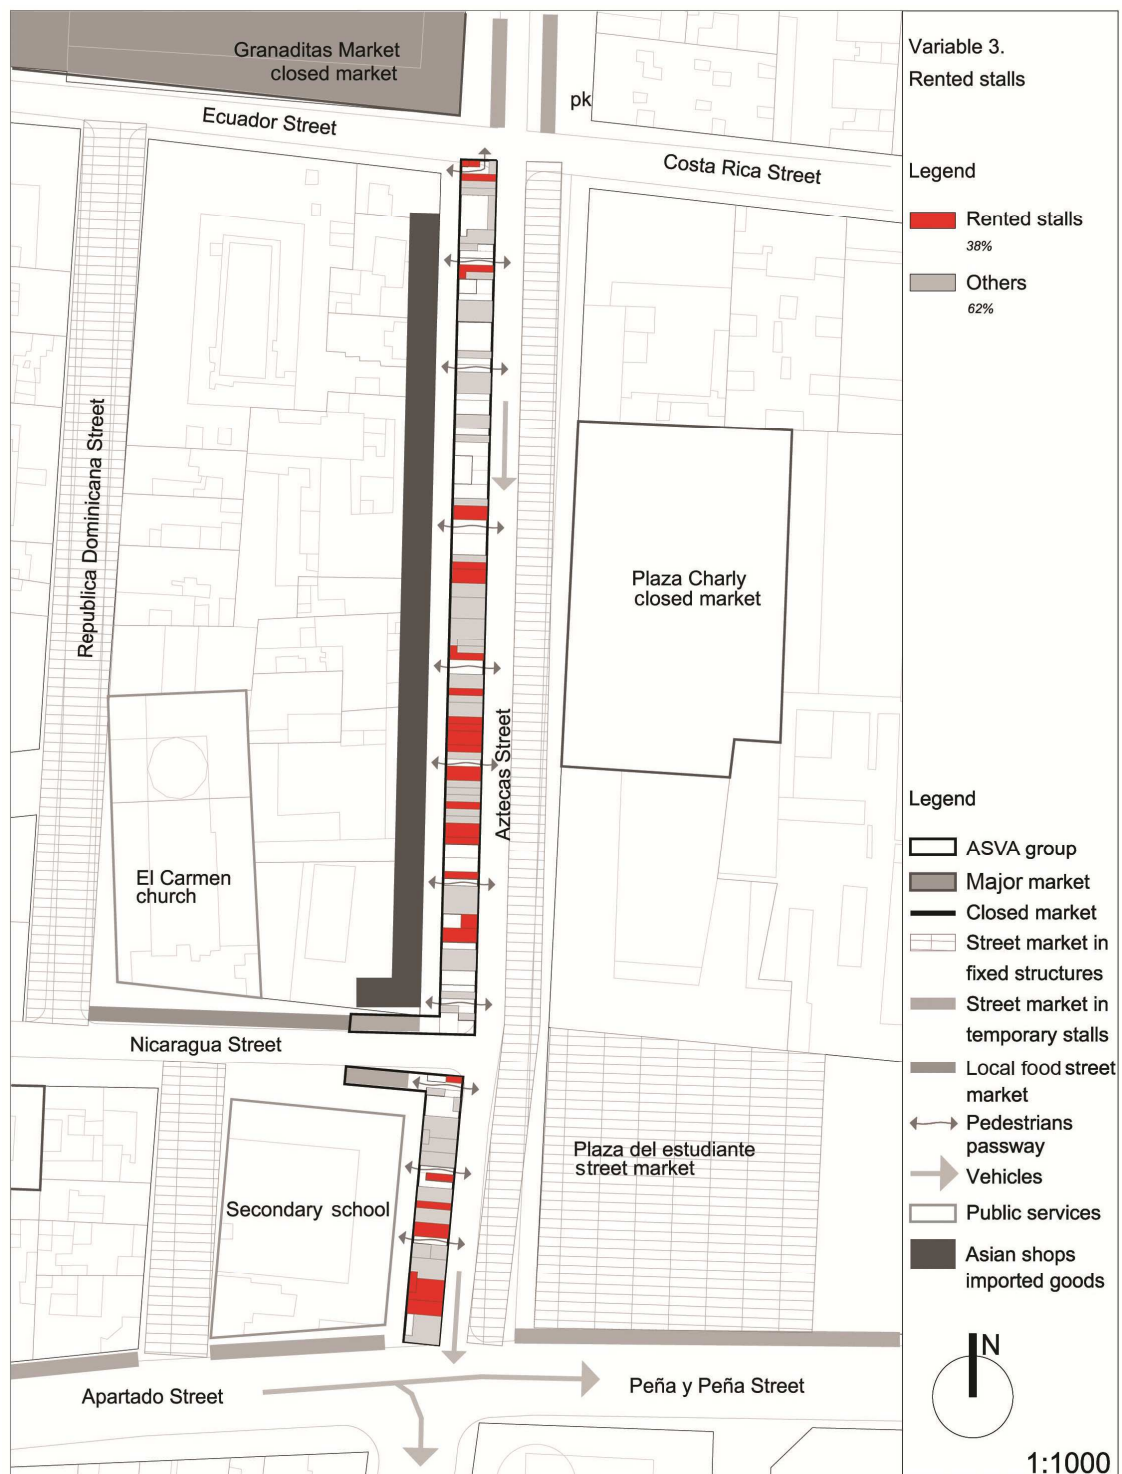 Granaditas Market
closed market
pk
Ecuador Street
Costa Rica Street
Republica Dominicana Street
Plaza Charly
closed market
Aztecas Street
El Carmen
church
Nicaragua Street
Plaza del estudiante
street market
Secondary school
Apartado Street
Peña y Peña Street
Variable 3.
Rented stalls
Legend
Rented stalls
38%
Others
62%
Legend
ASVA group
Major market
Closed market
Street market in
fixed structures
Street market in
temporary stalls
Local food street
market
Pedestrians
passway
Vehicles
Public services
Asian shops
imported goods
N
1:1000